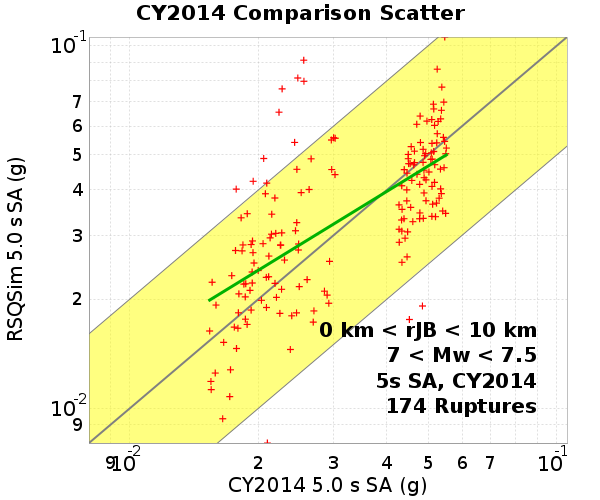 CY2014 Comparison Scatter
RSQSim 5.0 s SA (g)
10-1
7
6
5
4
3
2
10-2
9
0 km < rJB < 10 km
7 < Mw < 7.5
5s SA, CY2014
174 Ruptures
9 10-2 2 3 4 5 6 7 10-1
CY2014 5.0 s SA (g)